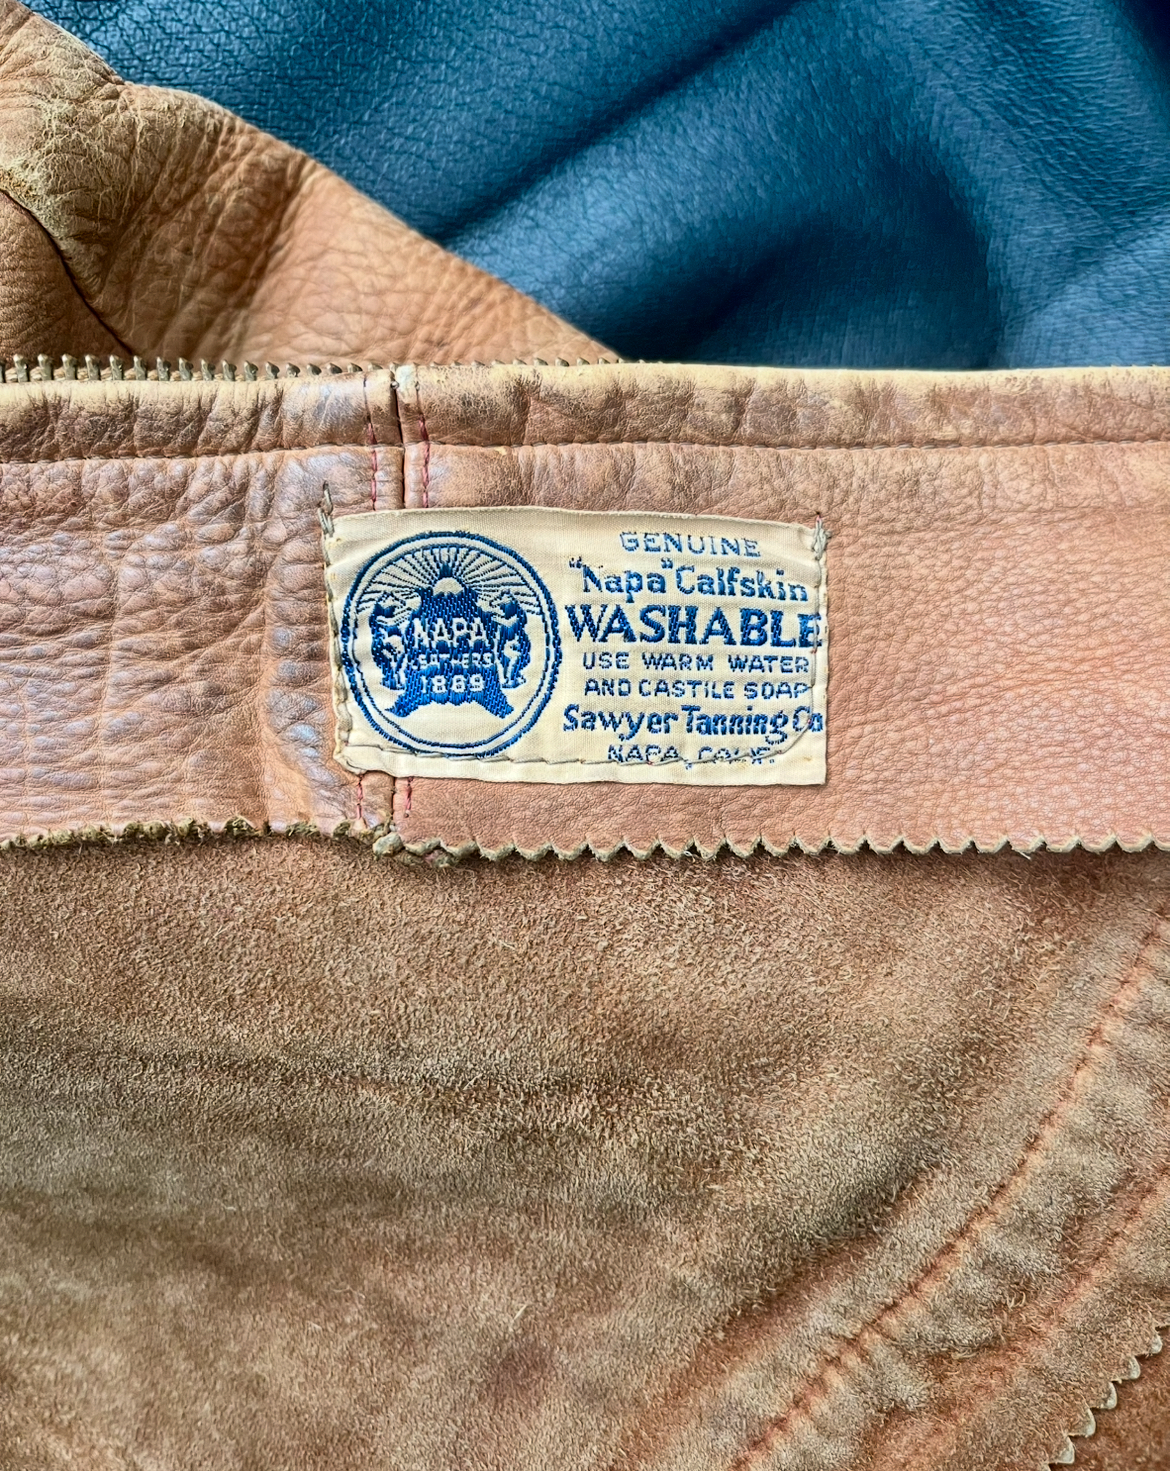 NAPA
LEATHERS
1869
GENUINE
"Napa" Calfskin
WASHABLE
USE WARM WATER
AND CASTILE SOAP
Sawyer Tanning Co
NAPA, CALIF.